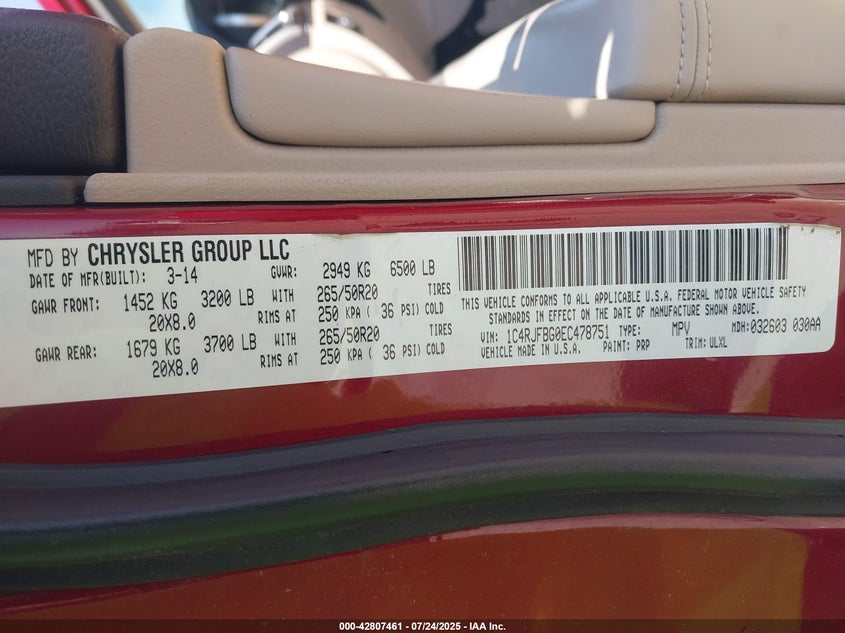 MFD BY CHRYSLER GROUP LLC
DATE OF MFR(BUILT): 3-14 GVWR: 2949 KG 6500 LB
GAWR FRONT: 1452 KG 3200 LB WITH 265/50R20 TIRES
20X8.0 RIMS AT 250 KPA ( 36 PSI) COLD
GAWR REAR: 1679 KG 3700 LB WITH 265/50R20 TIRES
20X8.0 RIMS AT 250 KPA ( 36 PSI) COLD
THIS VEHICLE CONFORMS TO ALL APPLICABLE U.S.A. FEDERAL MOTOR VEHICLE SAFETY
STANDARDS IN EFFECT ON THE DATE OF MANUFACTURE SHOWN ABOVE.
VIN: 1C4RJFBG0EC478751 TYPE: MPV MDH: 032603 030AA
VEHICLE MADE IN U.S.A. PAINT: PRP TRIM: ULXL
000-42807461 - 07/24/2025 - IAA Inc.